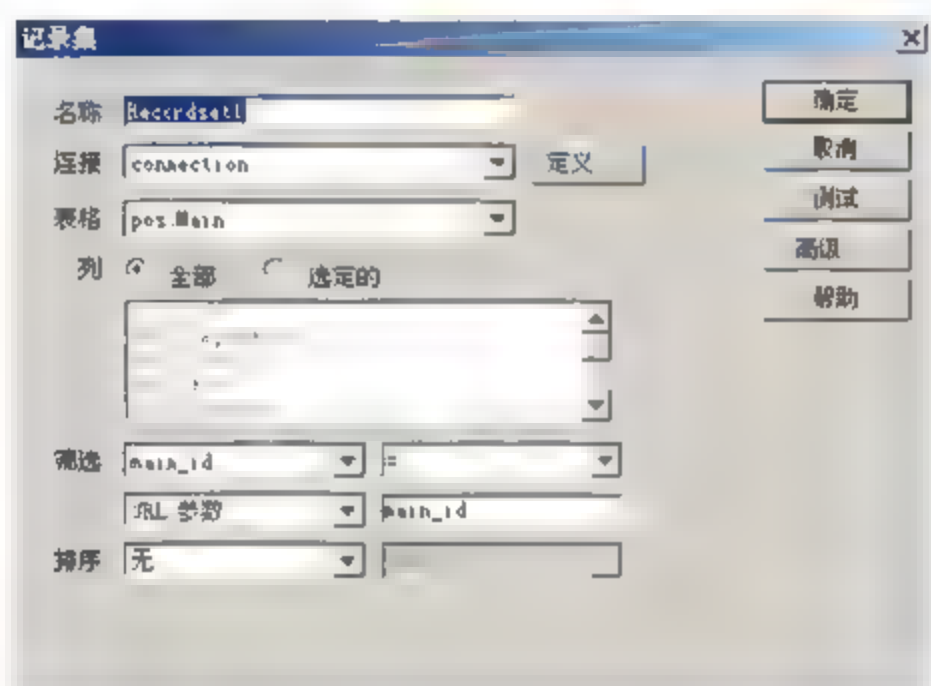 记录集
名称 Recordset1 确定
连接 connection 定义 取消
表格 pos.Main 测试
列 全部 选定的 高级
帮助
筛选 main_id =
URL 参数 main_id
排序 无